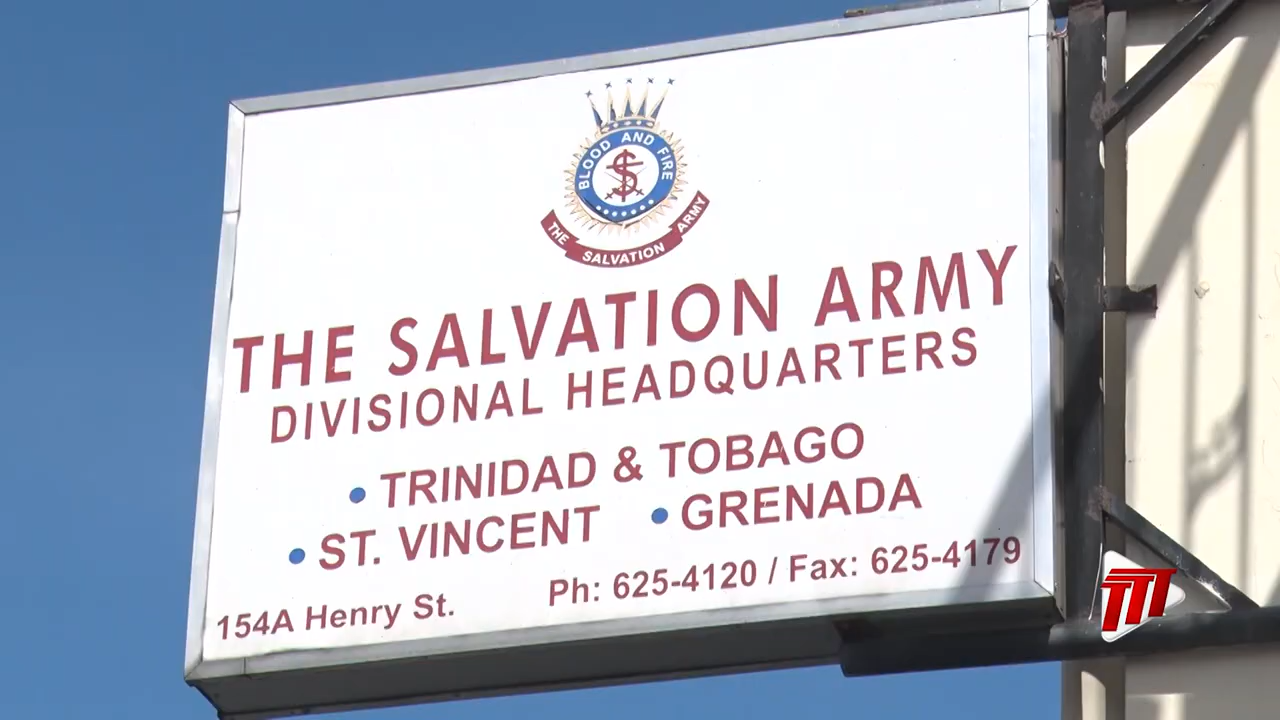 BLOOD AND FIRE
S
THE SALVATION ARMY
THE SALVATION ARMY
DIVISIONAL HEADQUARTERS
• TRINIDAD & TOBAGO
• ST. VINCENT • GRENADA
Ph: 625-4120 / Fax: 625-4179
154A Henry St.
TTT